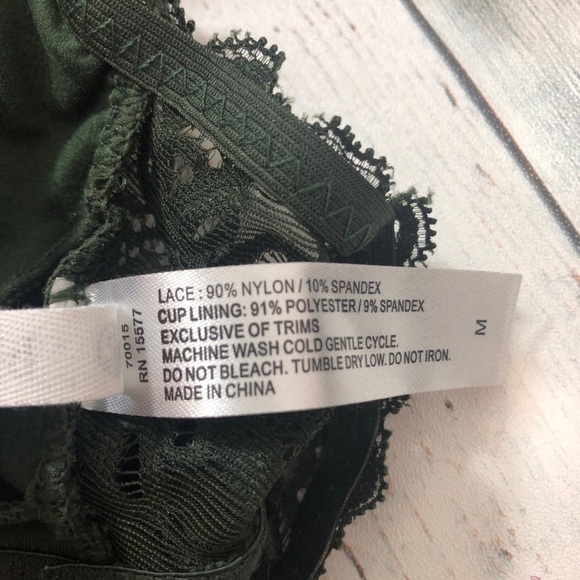 LACE : 90% NYLON / 10% SPANDEX
CUP LINING: 91% POLYESTER / 9% SPANDEX
EXCLUSIVE OF TRIMS
MACHINE WASH COLD GENTLE CYCLE.
DO NOT BLEACH. TUMBLE DRY LOW. DO NOT IRON.
MADE IN CHINA
70015
RN 15577
M